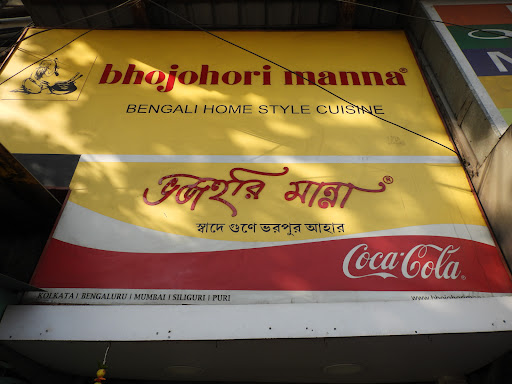 bhojohori manna®
BENGALI HOME STYLE CUISINE
ভজহরি মান্না®
স্বাদে গুণে ভরপুর আহার
Coca-Cola®
KOLKATA | BENGALURU | MUMBAI | SILIGURI | PURI